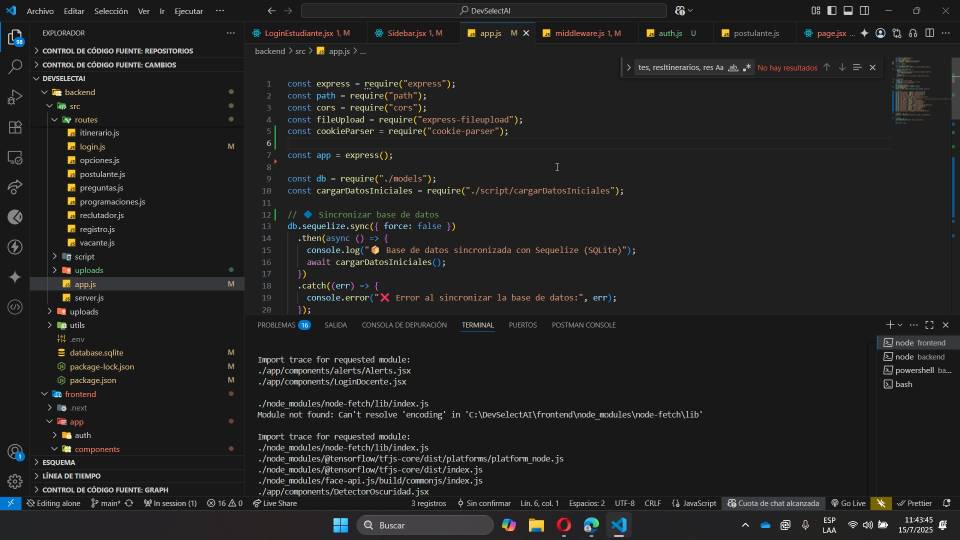 Archivo Editar Selección Ver Ir Ejecutar ··· DevSelectAI
EXPLORADOR ···
CONTROL DE CÓDIGO FUENTE: REPOSITORIOS
CONTROL DE CÓDIGO FUENTE: CAMBIOS
DEVSELECTAI
backend
src
routes
itinerario.js
login.js M
opciones.js
postulante.js
preguntas.js
programaciones.js
reclutador.js
registro.js
vacante.js
script
uploads
app.js M
server.js
uploads
utils
.env
database.sqlite M
package-lock.json M
package.json M
frontend
.next
app
auth
components
ESQUEMA
LÍNEA DE TIEMPO
CONTROL DE CÓDIGO FUENTE: GRAPH
LoginEstudiante.jsx 1, M Sidebar.jsx 1, M app.js M middleware.js 1, M auth.js U postulante.js page.jsx
backend > src > app.js > ...
tes, resItinerarios, res Aa ab No hay resultados
1 const express = require("express");
2 const path = require("path");
3 const cors = require("cors");
4 const fileUpload = require("express-fileupload");
5 const cookieParser = require("cookie-parser");
6
7 const app = express();
8
9 const db = require("./models");
10 const cargarDatosIniciales = require("./script/cargarDatosIniciales");
11
12 // 🔷 Sincronizar base de datos
13 db.sequelize.sync({ force: false })
14 .then(async () => {
15 console.log("📦 Base de datos sincronizada con Sequelize (SQLite)");
16 await cargarDatosIniciales();
17 })
18 .catch((err) => {
19 console.error("❌ Error al sincronizar la base de datos:", err);
20 });
PROBLEMAS 16 SALIDA CONSOLA DE DEPURACIÓN TERMINAL PUERTOS POSTMAN CONSOLE
Import trace for requested module:
./app/components/alerts/Alerts.jsx
./app/components/LoginDocente.jsx
./node_modules/node-fetch/lib/index.js
Module not found: Can't resolve 'encoding' in 'C:\DevSelectAI\frontend\node_modules\node-fetch\lib'
Import trace for requested module:
./node_modules/node-fetch/lib/index.js
./node_modules/@tensorflow/tfjs-core/dist/platforms/platform_node.js
./node_modules/@tensorflow/tfjs-core/dist/index.js
./node_modules/face-api.js/build/commonjs/index.js
./app/components/DetectorOscuridad.jsx
node frontend
node backend
powershell ba...
bash
Editing alone main* In session (1) 16 0 Live Share 3 registros Sin confirmar Lín. 6, col. 1 Espacios: 2 UTF-8 CRLF JavaScript Cuota de chat alcanzada Go Live Prettier
Buscar
ESP
LAA
11:43:45
15/7/2025